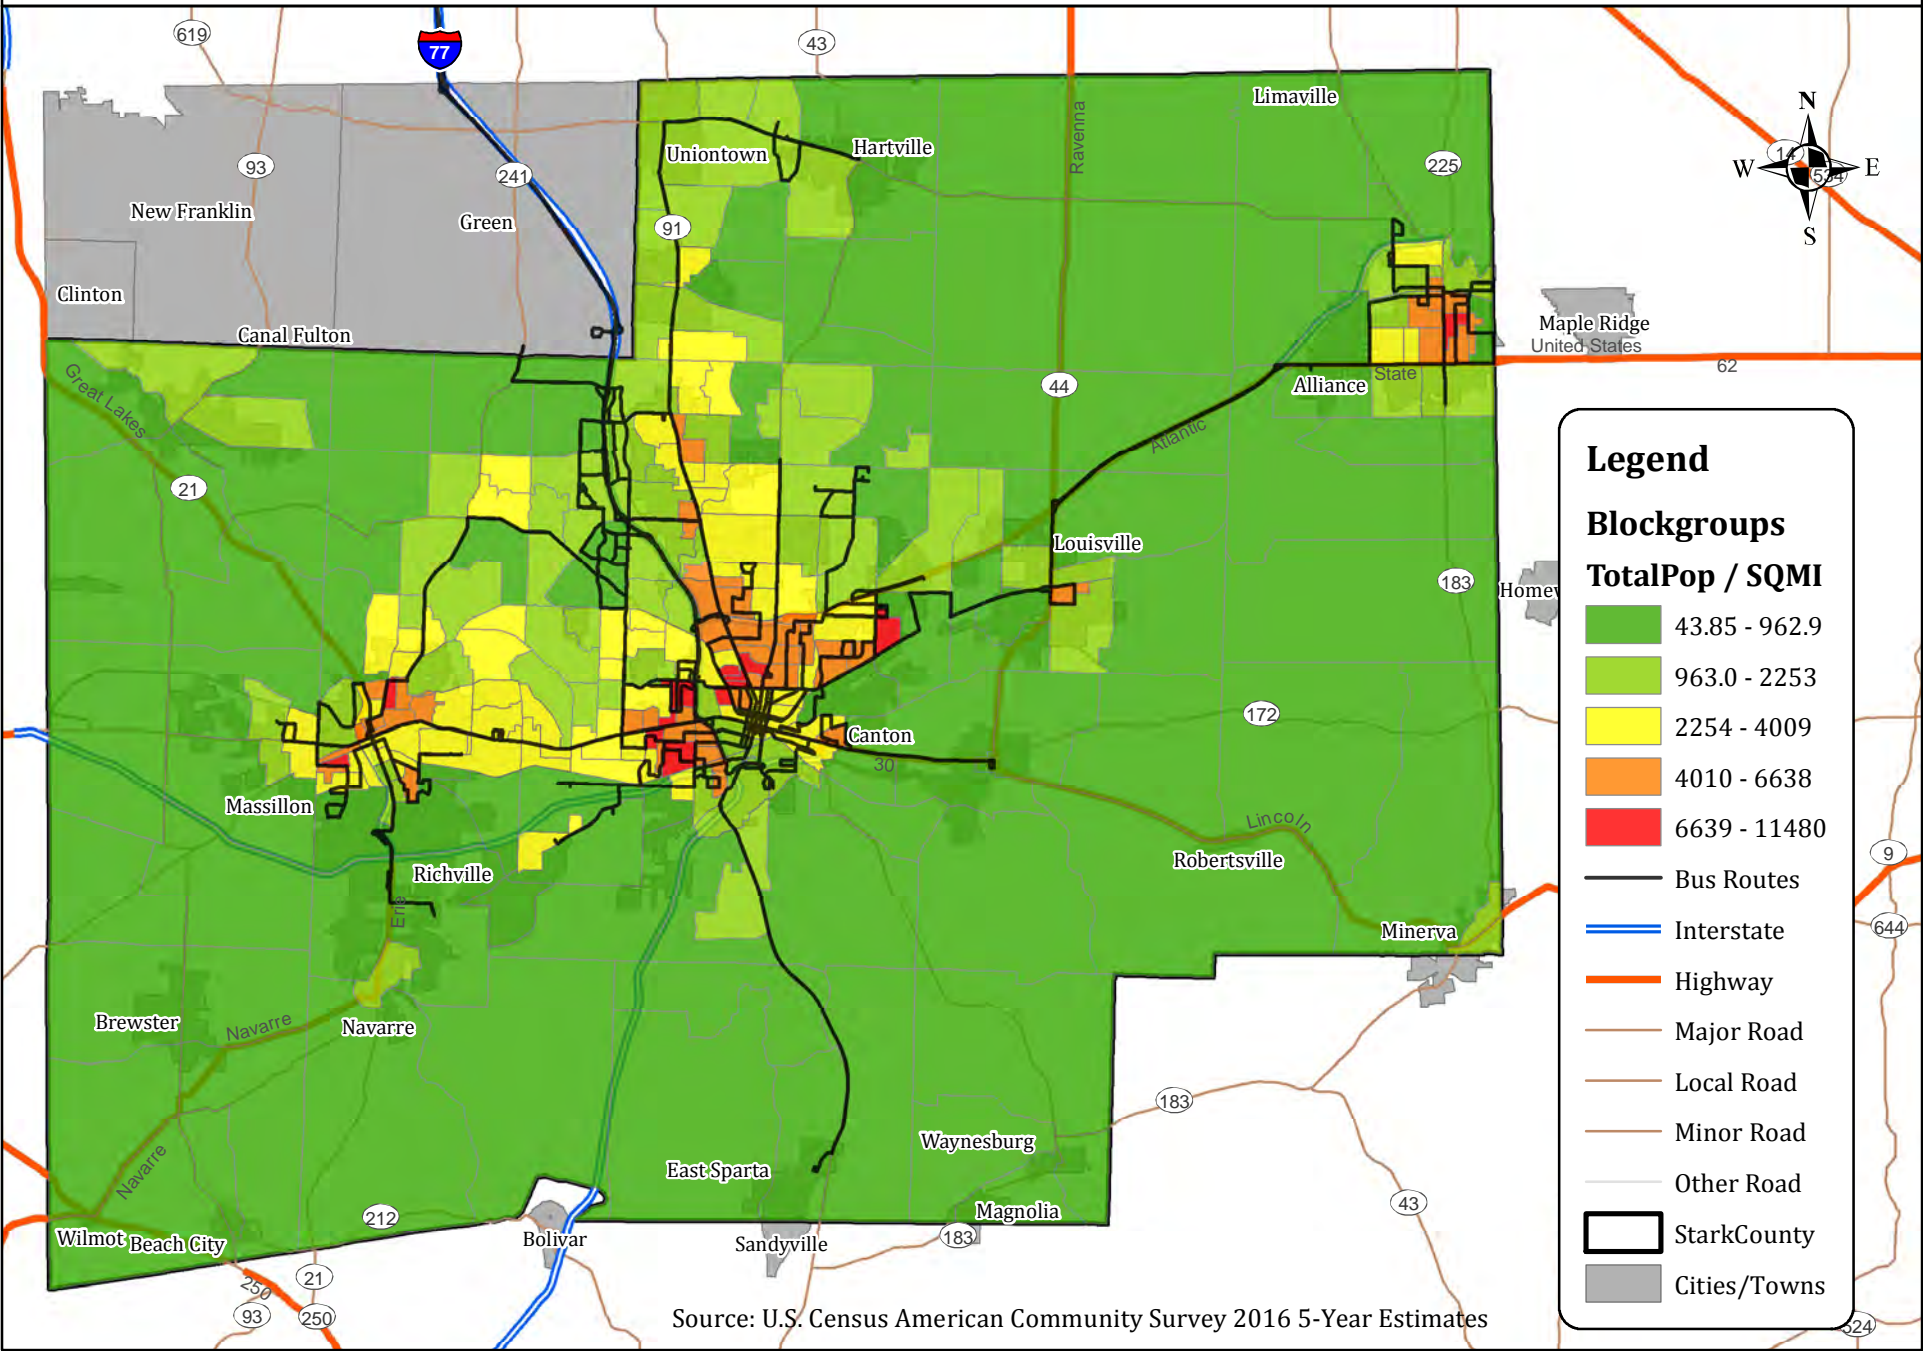 619
77
43
Limaville
Ravenna
N
14
W
E
534
S
Hartville
Uniontown
93
241
225
New Franklin
Green
91
Clinton
Canal Fulton
Maple Ridge
United States
62
Great Lakes
44
Alliance
State
Atlantic
21
Louisville
183
Legend
Blockgroups
TotalPop / SQMI
43.85 - 962.9
963.0 - 2253
2254 - 4009
4010 - 6638
6639 - 11480
Bus Routes
Interstate
Highway
Major Road
Local Road
Minor Road
Other Road
StarkCounty
Cities/Towns
172
Canton
30
Massillon
Lincoln
Robertsville
Richville
Erie
9
644
Minerva
Brewster
Navarre
Navarre
Navarre
183
Waynesburg
East Sparta
43
Magnolia
212
Wilmot
Beach City
Bolivar
Sandyville
183
21
250
93
250
Source: U.S. Census American Community Survey 2016 5-Year Estimates